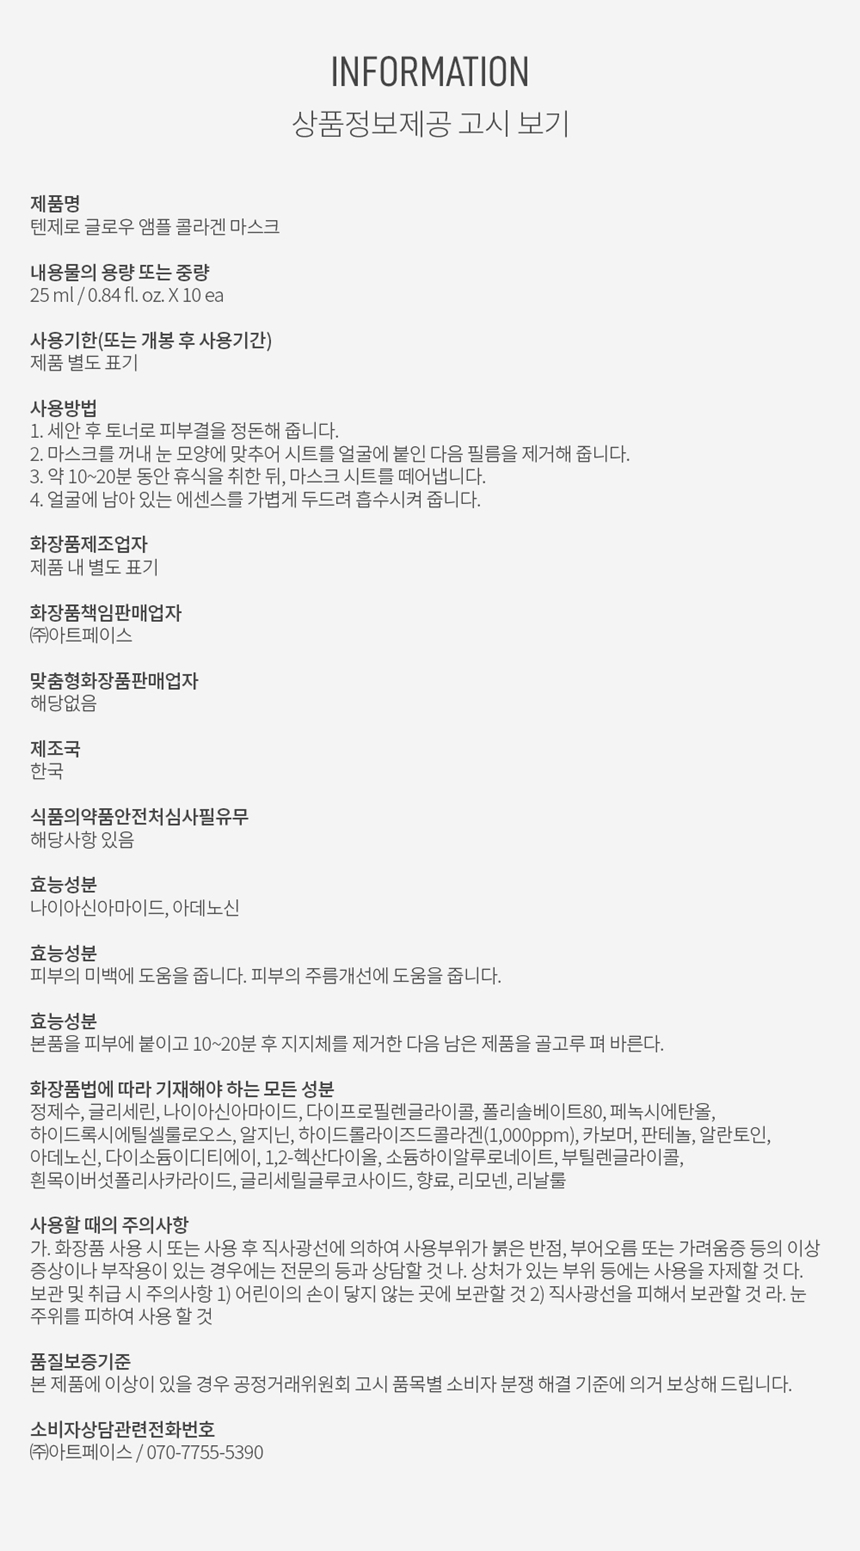 INFORMATION
상품정보제공 고시 보기
제품명
텐제로 글로우 앰플 콜라겐 마스크
내용물의 용량 또는 중량
25 ml / 0.84 fl. oz. X 10 ea
사용기한(또는 개봉 후 사용기간)
제품 별도 표기
사용방법
1. 세안 후 토너로 피부결을 정돈해 줍니다.
2. 마스크를 꺼내 눈 모양에 맞추어 시트를 얼굴에 붙인 다음 필름을 제거해 줍니다.
3. 약 10~20분 동안 휴식을 취한 뒤, 마스크 시트를 떼어냅니다.
4. 얼굴에 남아 있는 에센스를 가볍게 두드려 흡수시켜 줍니다.
화장품제조업자
제품 내 별도 표기
화장품책임판매업자
㈜아트페이스
맞춤형화장품판매업자
해당없음
제조국
한국
식품의약품안전처심사필유무
해당사항 있음
효능성분
나이아신아마이드, 아데노신
효능성분
피부의 미백에 도움을 줍니다. 피부의 주름개선에 도움을 줍니다.
효능성분
본품을 피부에 붙이고 10~20분 후 지지체를 제거한 다음 남은 제품을 골고루 펴 바른다.
화장품법에 따라 기재해야 하는 모든 성분
정제수, 글리세린, 나이아신아마이드, 다이프로필렌글라이콜, 폴리솔베이트80, 페녹시에탄올,
하이드록시에틸셀룰로오스, 알지닌, 하이드롤라이즈드콜라겐(1,000ppm), 카보머, 판테놀, 알란토인,
아데노신, 다이소듐이디티에이, 1,2-헥산다이올, 소듐하이알루로네이트, 부틸렌글라이콜,
흰목이버섯폴리사카라이드, 글리세릴글루코사이드, 향료, 리모넨, 리날룰
사용할 때의 주의사항
가. 화장품 사용 시 또는 사용 후 직사광선에 의하여 사용부위가 붉은 반점, 부어오름 또는 가려움증 등의 이상
증상이나 부작용이 있는 경우에는 전문의 등과 상담할 것 나. 상처가 있는 부위 등에는 사용을 자제할 것 다.
보관 및 취급 시 주의사항 1) 어린이의 손이 닿지 않는 곳에 보관할 것 2) 직사광선을 피해서 보관할 것 라. 눈
주위를 피하여 사용 할 것
품질보증기준
본 제품에 이상이 있을 경우 공정거래위원회 고시 품목별 소비자 분쟁 해결 기준에 의거 보상해 드립니다.
소비자상담관련전화번호
㈜아트페이스 / 070-7755-5390